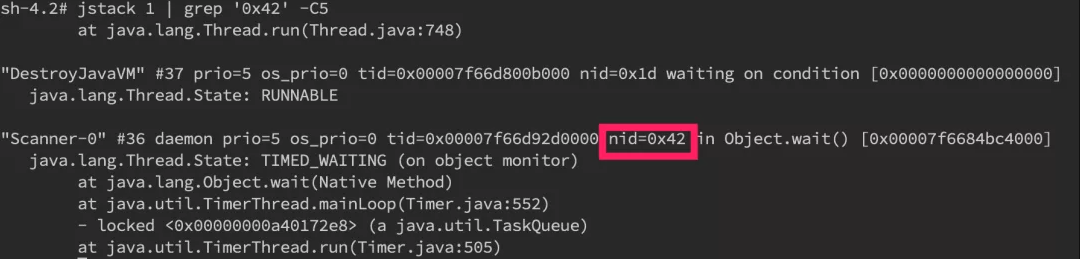 sh-4.2# jstack 1 | grep '0x42' -C5
at java.lang.Thread.run(Thread.java:748)
"DestroyJavaVM" #37 prio=5 os_prio=0 tid=0x00007f66d800b000 nid=0x1d waiting on condition [0x0000000000000000]
java.lang.Thread.State: RUNNABLE
"Scanner-0" #36 daemon prio=5 os_prio=0 tid=0x00007f66d92d0000 nid=0x42 in Object.wait() [0x00007f6684bc4000]
java.lang.Thread.State: TIMED_WAITING (on object monitor)
at java.lang.Object.wait(Native Method)
at java.util.TimerThread.mainLoop(Timer.java:552)
- locked <0x00000000a40172e8> (a java.util.TaskQueue)
at java.util.TimerThread.run(Timer.java:505)